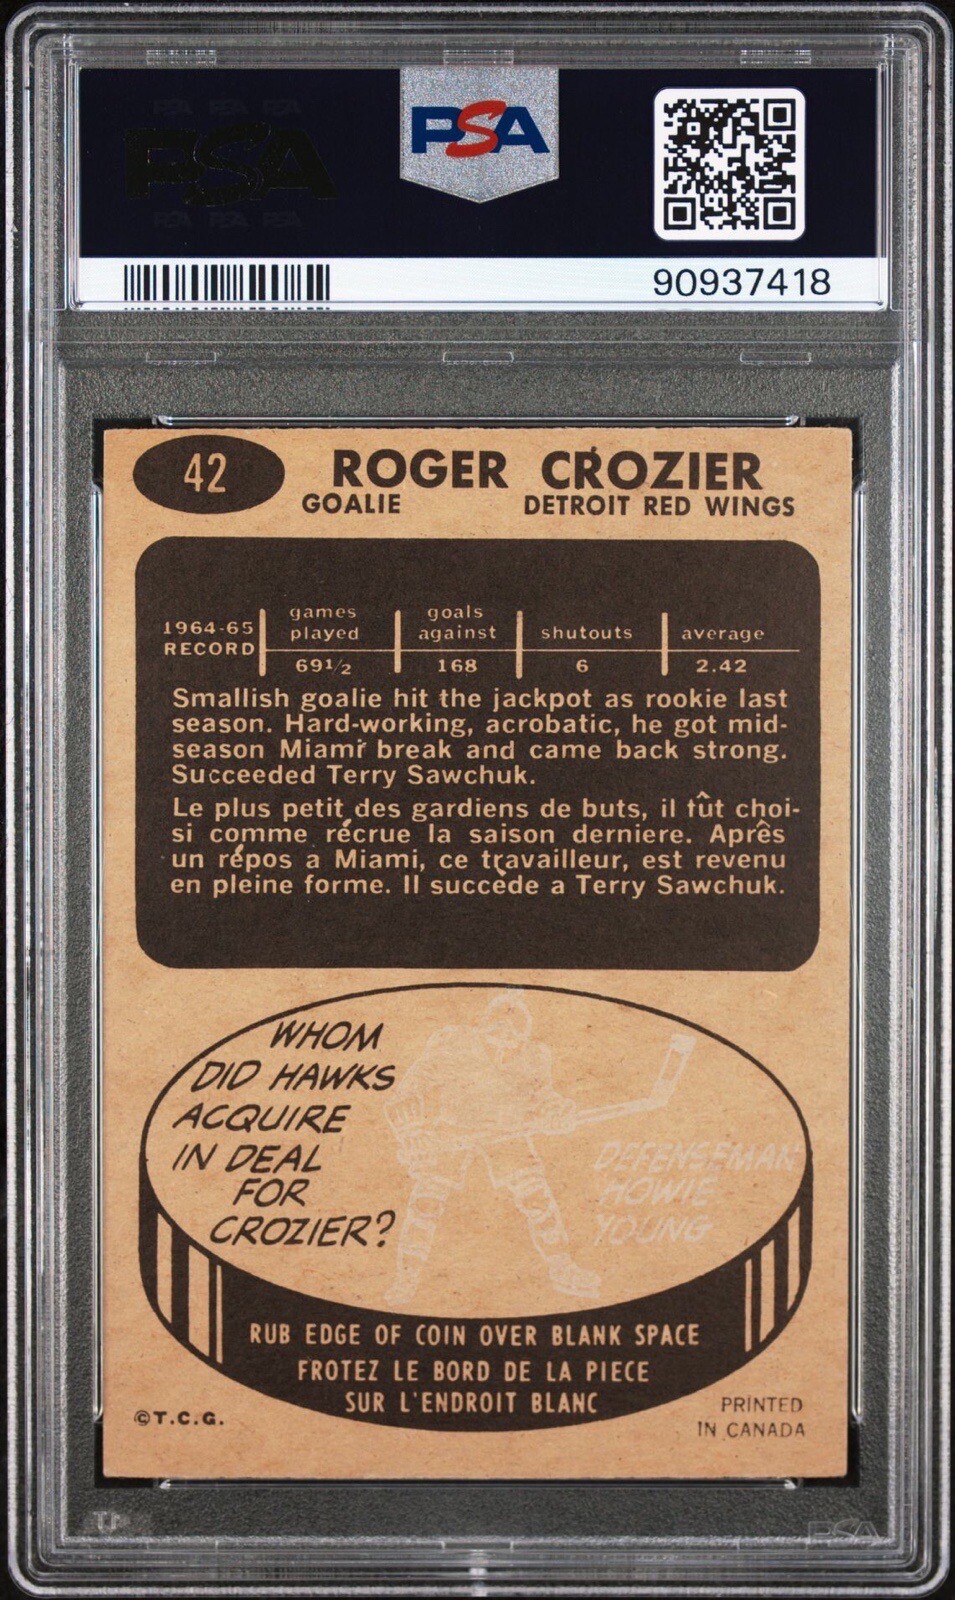 PSA
90937418
42
ROGER CROZIER
GOALIE
DETROIT RED WINGS
1964-65 RECORD
games played
goals against
shutouts
average
69½
168
6
2.42
Smallish goalie hit the jackpot as rookie last
season. Hard-working, acrobatic, he got mid-
season Miami break and came back strong.
Succeeded Terry Sawchuk.
Le plus petit des gardiens de buts, il fût choi-
si comme récrue la saison derniere. Après
un répos a Miami, ce travailleur, est revenu
en pleine forme. Il succède a Terry Sawchuk.
WHOM
DID HAWKS
ACQUIRE
IN DEAL
FOR
CROZIER?
DEFENSEMAN
HOWIE
YOUNG
RUB EDGE OF COIN OVER BLANK SPACE
FROTEZ LE BORD DE LA PIECE
SUR L'ENDROIT BLANC
©T.C.G.
PRINTED
IN CANADA
PSA